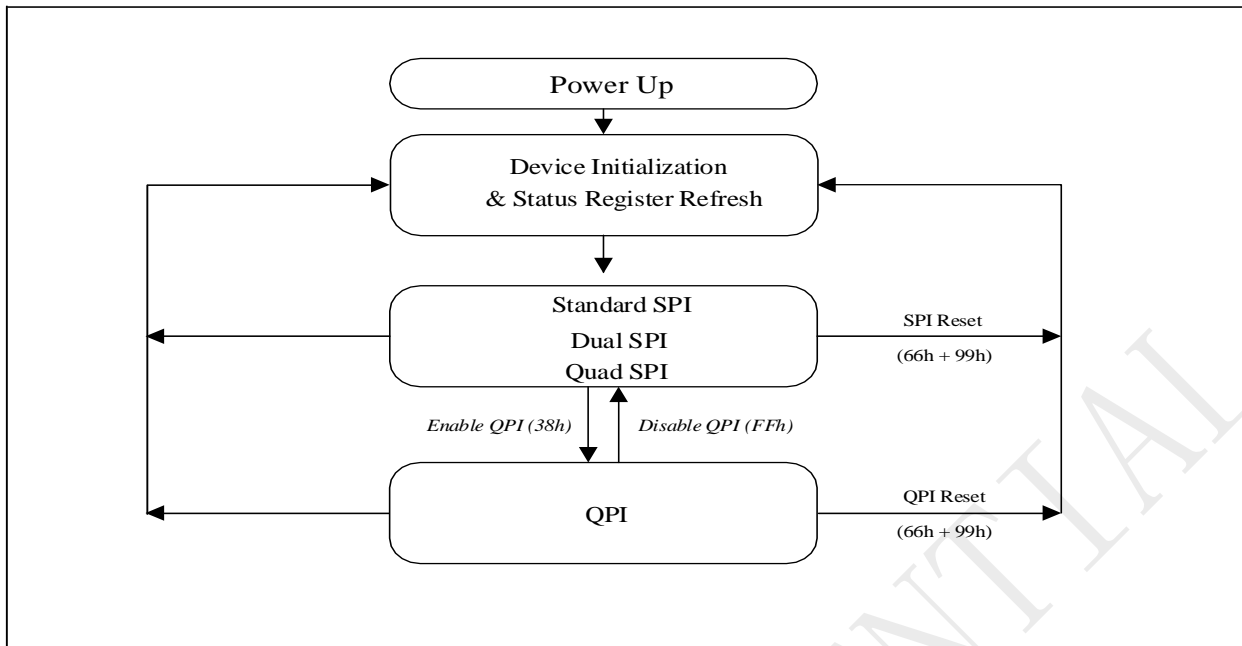 Power Up
Device Initialization
& Status Register Refresh
Standard SPI
Dual SPI
Quad SPI
SPI Reset
(66h + 99h)
Enable QPI (38h)
Disable QPI (FFh)
QPI
QPI Reset
(66h + 99h)
NTIAI